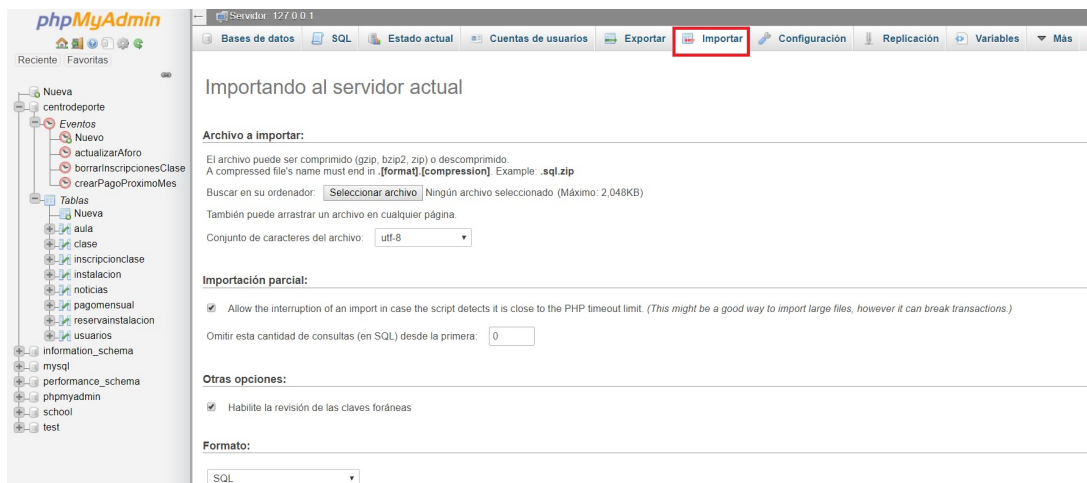 phpMyAdmin
Reciente Favoritas
Nueva
centrodeporte
Eventos
Nuevo
actualizarAforo
borrarInscripcionesClase
crearPagoProximoMes
Tablas
Nueva
aula
clase
inscripcionclase
instalacion
noticias
pagomensual
reservainstalacion
usuarios
information_schema
mysql
performance_schema
phpmyadmin
school
test
Servidor: 127.0.0.1
Bases de datos SQL Estado actual Cuentas de usuarios Exportar Importar Configuración Replicación Variables Más
Importando al servidor actual
Archivo a importar:
El archivo puede ser comprimido (gzip, bzip2, zip) o descomprimido.
A compressed file's name must end in .[format].[compression]. Example: .sql.zip
Buscar en su ordenador: Seleccionar archivo Ningún archivo seleccionado (Máximo: 2,048KB)
También puede arrastrar un archivo en cualquier página.
Conjunto de caracteres del archivo: utf-8
Importación parcial:
Allow the interruption of an import in case the script detects it is close to the PHP timeout limit. (This might be a good way to import large files, however it can break transactions.)
Omitir esta cantidad de consultas (en SQL) desde la primera: 0
Otras opciones:
Habilite la revisión de las claves foráneas
Formato:
SQL